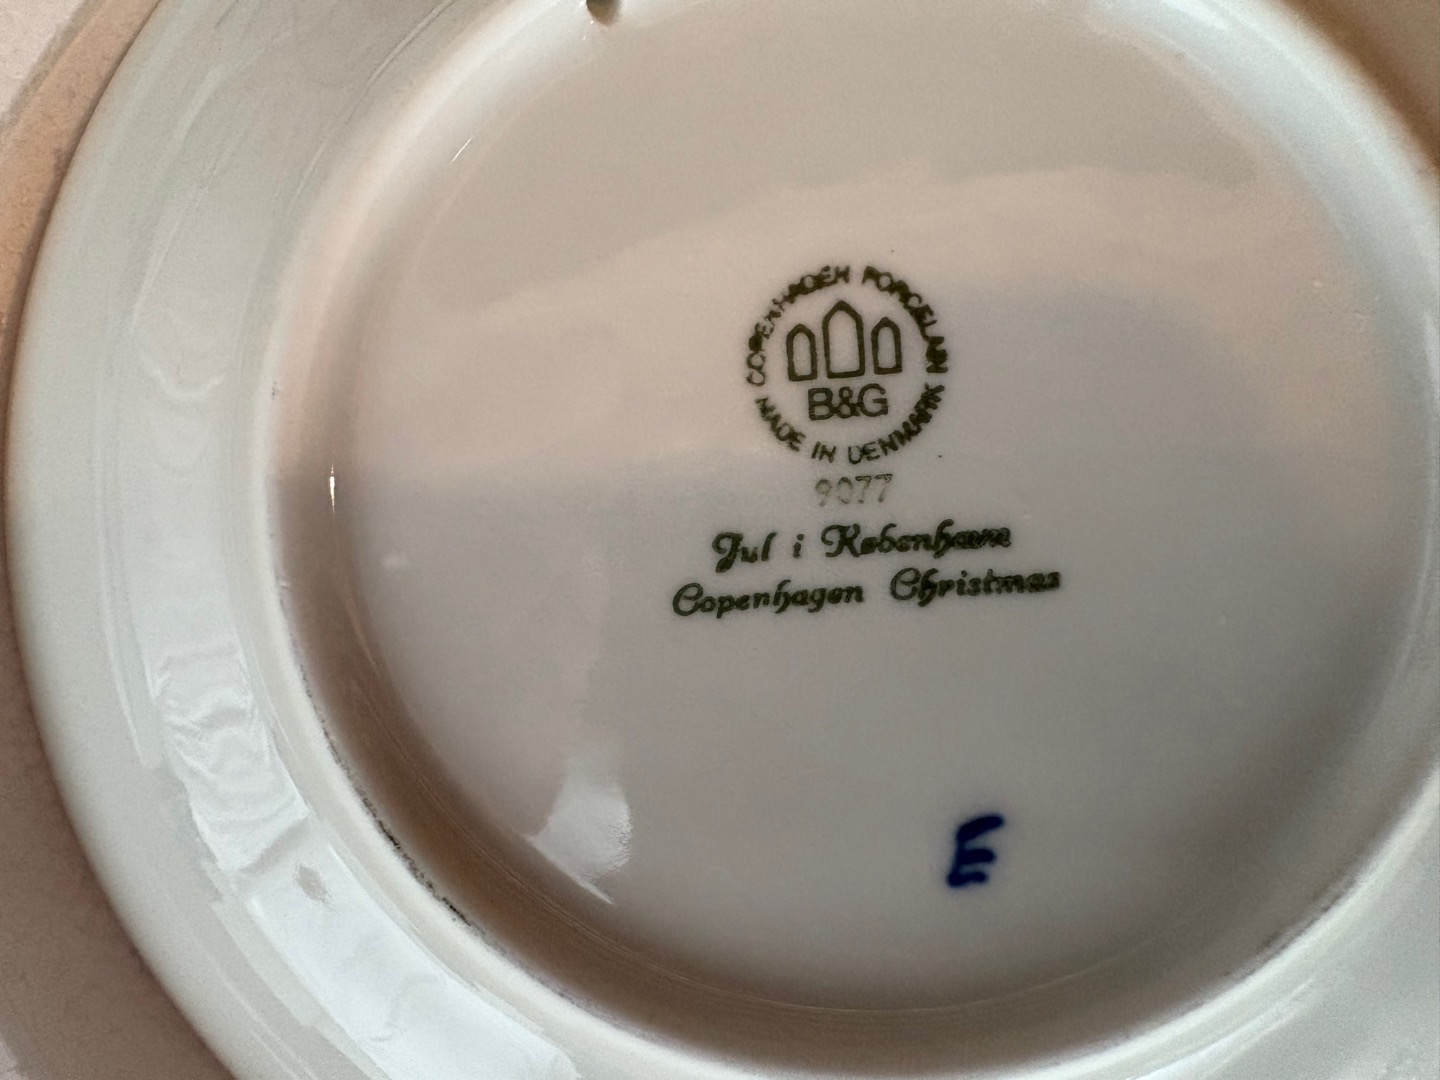 COPENHAGEN PORCELAIN
B&G
MADE IN DENMARK
9077
Jul i København
Copenhagen Christmas
E